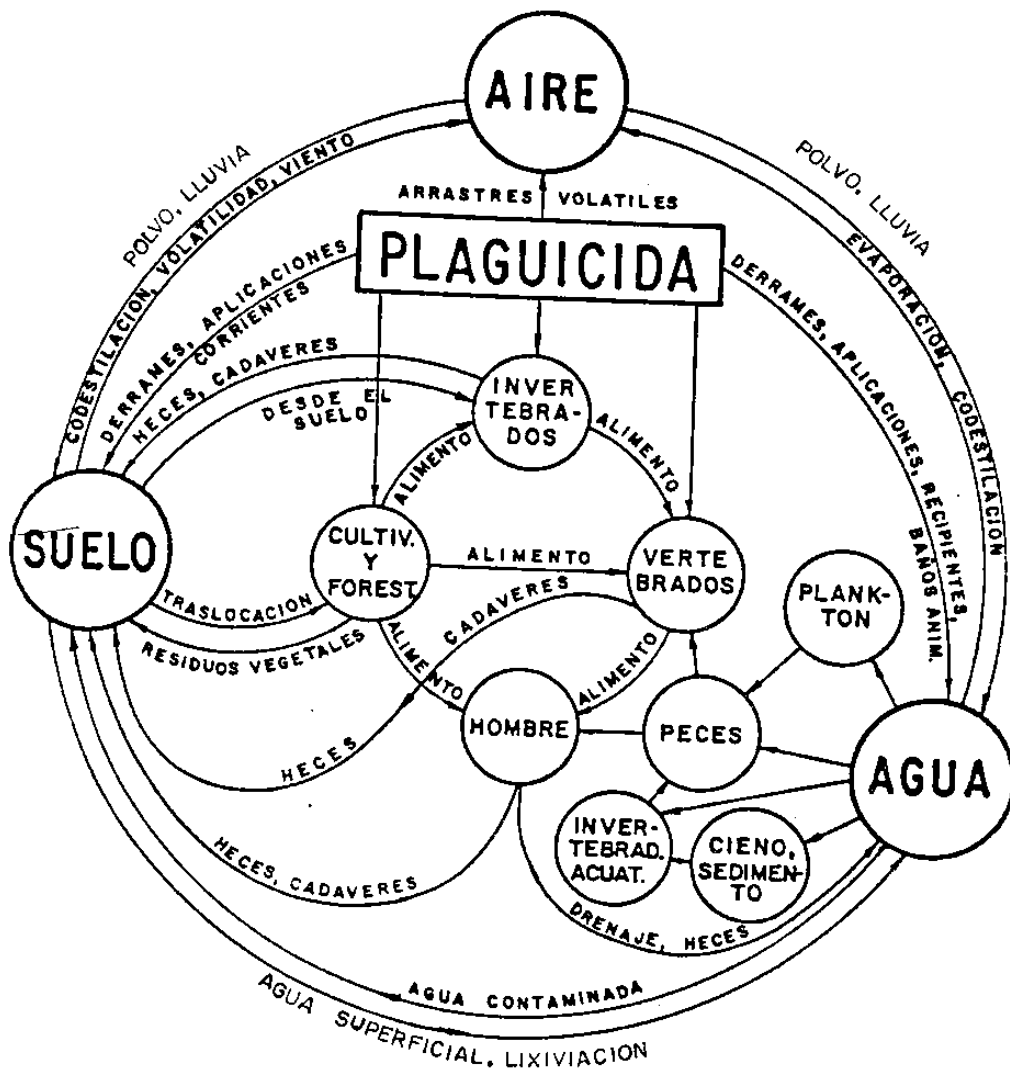 AIRE
POLVO, LLUVIA
CODESTILACION, VOLATILIDAD, VIENTO
ARRASTRES VOLATILES
POLVO, LLUVIA
EVAPORACION, CODESTILACION
PLAGUICIDA
DERRAMES, APLICACIONES
CORRIENTES
DERRAMES, APLICACIONES, RECIPIENTES,
BAÑOS ANIM.
HECES, CADAVERES
DESDE EL
SUELO
INVER
TEBRA-
DOS
ALIMENTO
ALIMENTO
SUELO
CULTIV.
Y
FOREST.
ALIMENTO
VERTE
BRADOS
PLANK-
TON
TRASLOCACION
RESIDUOS VEGETALES
CADAVERES
HECES
ALIMENTO
ALIMENTO
HOMBRE
PECES
AGUA
INVER-
TEBRAD.
ACUAT.
CIENO,
SEDIMEN-
TO
HECES, CADAVERES
DRENAJE, HECES
AGUA CONTAMINADA
AGUA SUPERFICIAL, LIXIVIACION